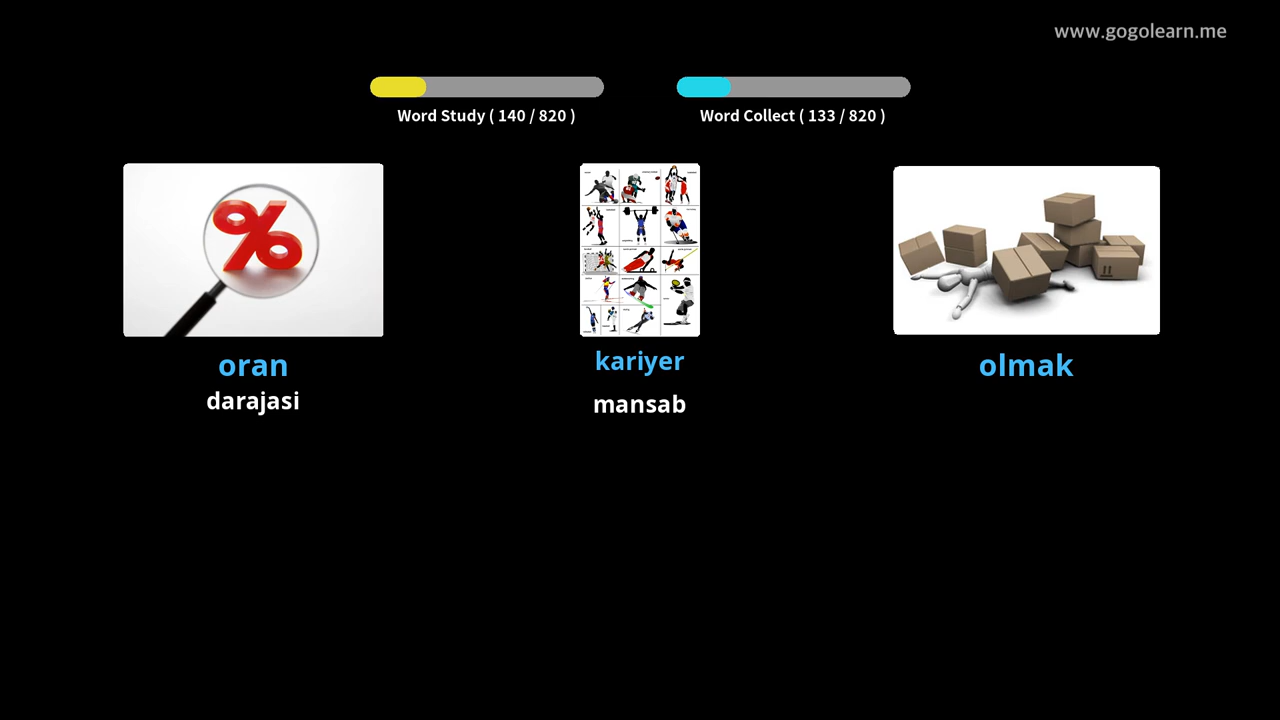 www.gogolearn.me
Word Study ( 140 / 820 )
Word Collect ( 133 / 820 )
oran
darajasi
kariyer
mansab
olmak